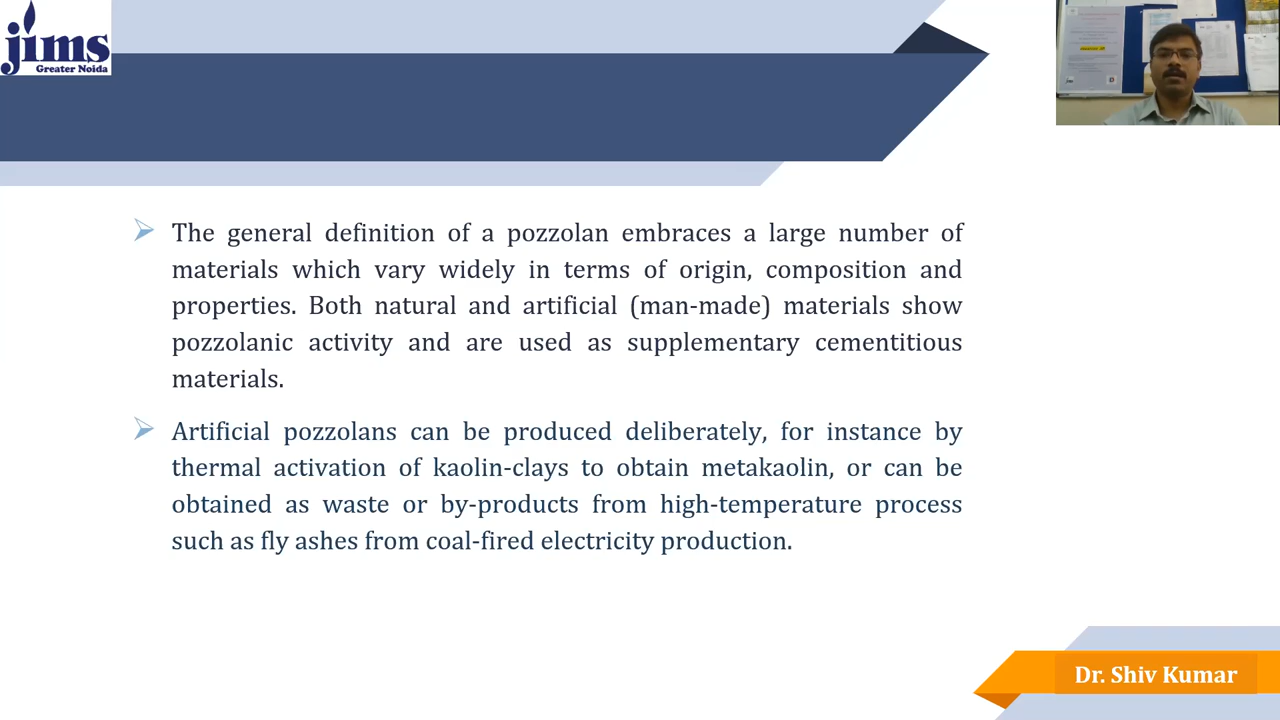 jims
Greater Noida
The general definition of a pozzolan embraces a large number of
materials which vary widely in terms of origin, composition and
properties. Both natural and artificial (man-made) materials show
pozzolanic activity and are used as supplementary cementitious
materials.
Artificial pozzolans can be produced deliberately, for instance by
thermal activation of kaolin-clays to obtain metakaolin, or can be
obtained as waste or by-products from high-temperature process
such as fly ashes from coal-fired electricity production.
Dr. Shiv Kumar